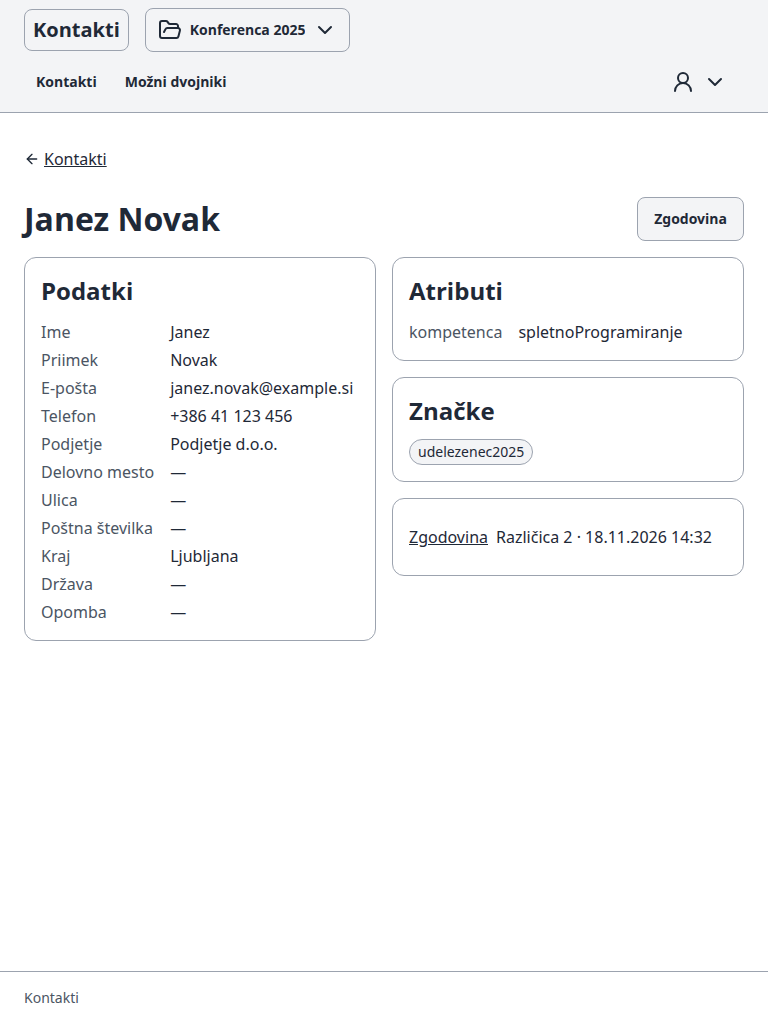 Kontakti
Konferenca 2025
Kontakti
Možni dvojniki
Kontakti
Janez Novak
Zgodovina
Podatki
Ime Janez
Priimek Novak
E-pošta janez.novak@example.si
Telefon +386 41 123 456
Podjetje Podjetje d.o.o.
Delovno mesto —
Ulica —
Poštna številka —
Kraj Ljubljana
Država —
Opomba —
Atributi
kompetenca spletnoProgramiranje
Značke
udelezenec2025
Zgodovina Različica 2 · 18.11.2026 14:32
Kontakti